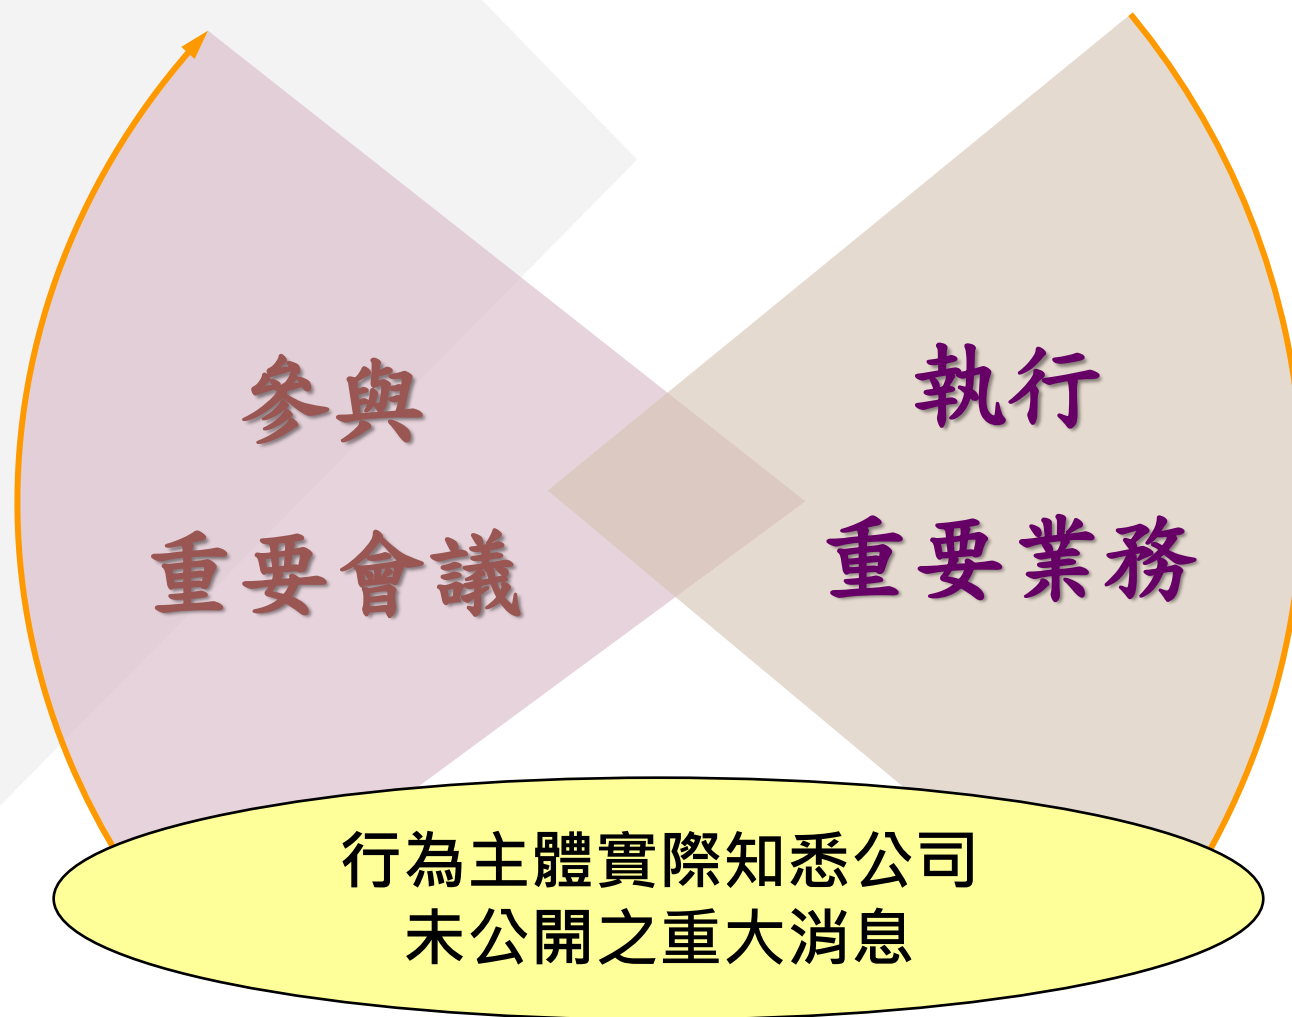 參與
重要會議
執行
重要業務
行為主體實際知悉公司
未公開之重大消息